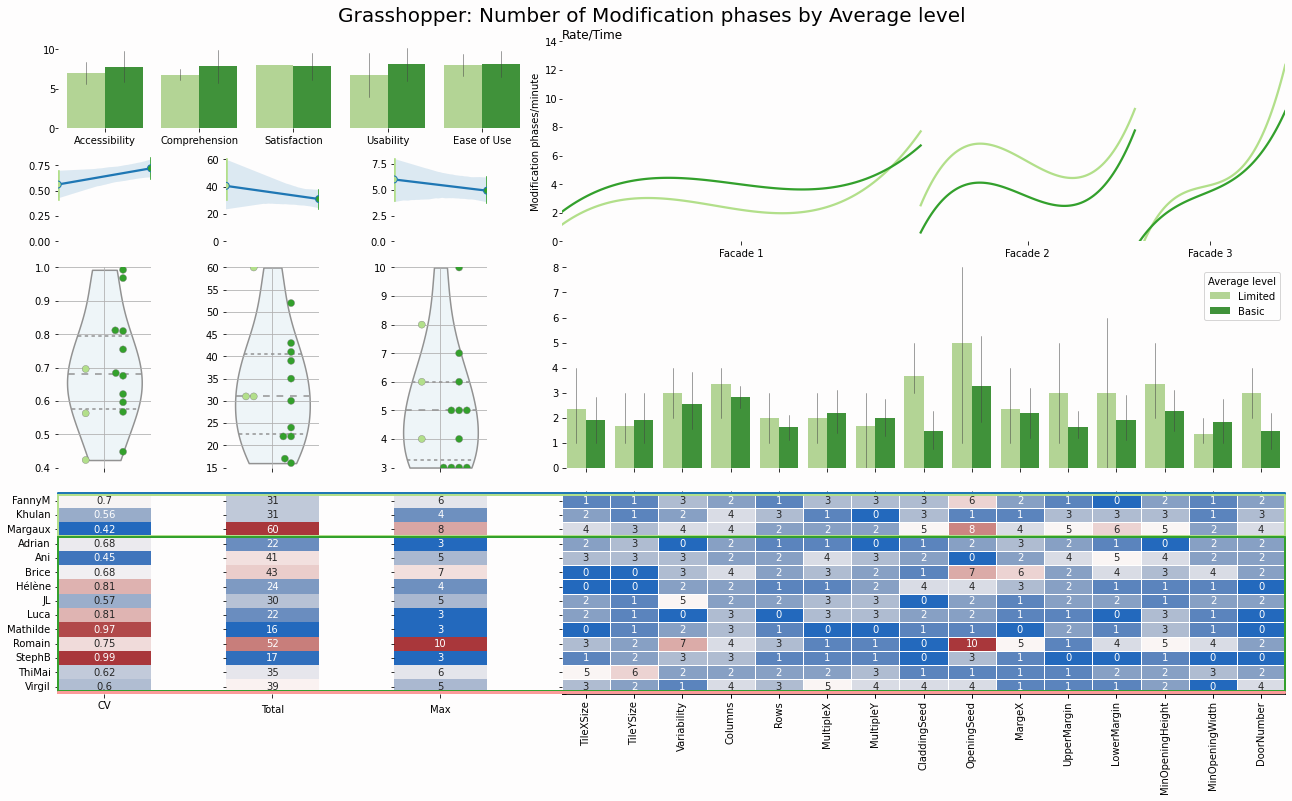 Grasshopper: Number of Modification phases by Average level
10
5
0
Accessibility Comprehension Satisfaction Usability Ease of Use
Rate/Time
Modification phases/minute
14
12
10
8
6
4
2
0
Facade 1 Facade 2 Facade 3
0.75
0.50
0.25
0.00
60
40
20
0
7.5
5.0
2.5
0.0
1.0
0.9
0.8
0.7
0.6
0.5
0.4
60
55
50
45
40
35
30
25
20
15
10
9
8
7
6
5
4
3
8
7
6
5
4
3
2
1
0
Average level
Limited
Basic
FannyM 0.7 31 6 1 1 3 2 1 3 3 3 6 2 1 0 2 1 2
Khulan 0.56 31 4 2 1 2 4 3 1 0 3 1 1 3 3 3 1 3
Margaux 0.42 60 8 4 3 4 4 2 2 2 5 8 4 5 6 5 2 4
Adrian 0.68 22 3 2 3 0 2 1 1 0 1 2 3 2 1 0 2 2
Ani 0.45 41 5 3 3 3 2 2 4 3 2 0 2 4 5 4 2 2
Brice 0.68 43 7 0 0 3 4 2 3 2 1 7 6 2 4 3 4 2
Hélène 0.81 24 4 0 0 2 2 1 1 2 4 4 3 2 1 1 1 0
JL 0.57 30 5 2 1 5 2 2 3 3 0 2 1 2 2 1 2 2
Luca 0.81 22 3 2 1 0 3 0 3 3 2 2 1 1 0 3 1 0
Mathilde 0.97 16 3 0 1 2 3 1 0 0 1 1 0 2 1 3 1 0
Romain 0.75 52 10 3 2 7 4 3 1 1 0 10 5 1 4 5 4 2
StephB 0.99 17 3 1 2 3 3 1 1 1 0 3 1 0 0 1 0 0
ThiMai 0.62 35 6 5 6 2 2 2 2 3 1 1 1 1 2 2 3 2
Virgil 0.6 39 5 3 2 1 4 3 5 4 4 4 1 1 1 2 0 4
CV Total Max
TileXSize
TileYSize
Variability
Columns
Rows
MultipleX
MultipleY
CladdingSeed
OpeningSeed
MargeX
UpperMargin
LowerMargin
MinOpeningHeight
MinOpeningWidth
DoorNumber